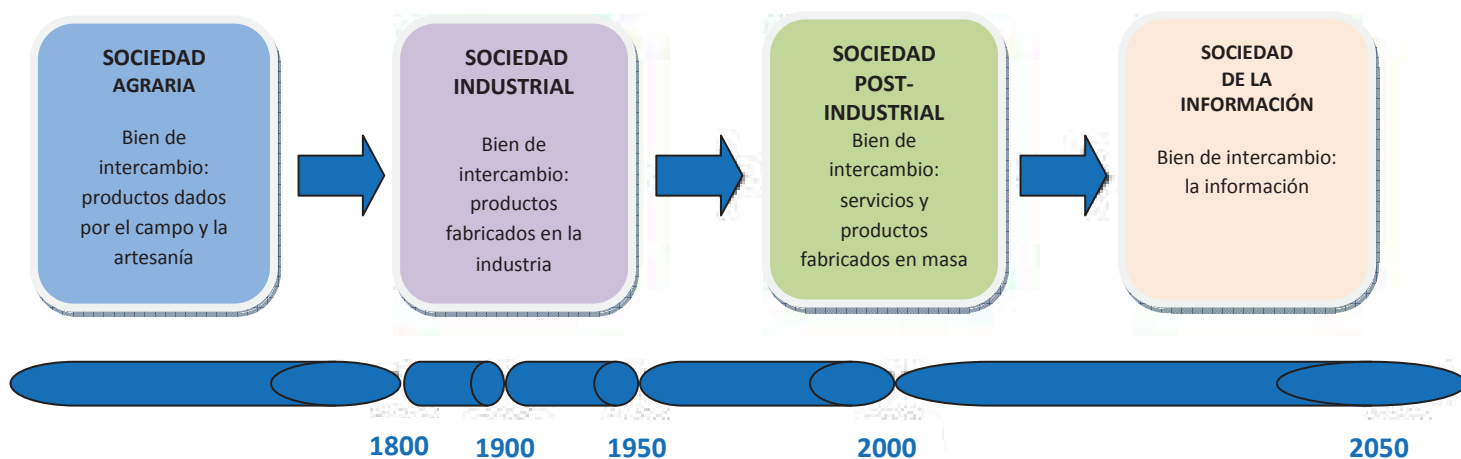 SOCIEDAD
AGRARIA
Bien de
intercambio:
productos dados
por el campo y la
artesanía
SOCIEDAD
INDUSTRIAL
Bien de
intercambio:
productos
fabricados en la
industria
SOCIEDAD
POST-
INDUSTRIAL
Bien de
intercambio:
servicios y
productos
fabricados en masa
SOCIEDAD
DE LA
INFORMACIÓN
Bien de intercambio:
la información
1800
1900
1950
2000
2050